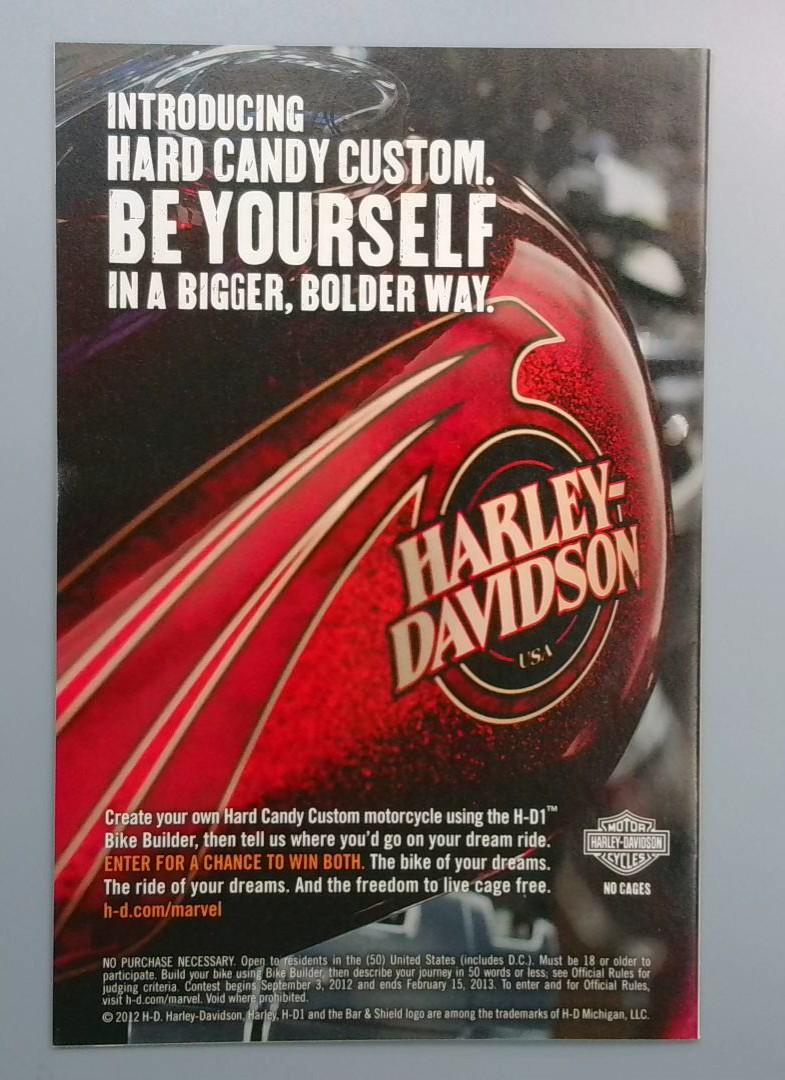 INTRODUCING
HARD CANDY CUSTOM.
BE YOURSELF
IN A BIGGER, BOLDER WAY.
HARLEY-
DAVIDSON
USA
Create your own Hard Candy Custom motorcycle using the H-D1™
Bike Builder, then tell us where you'd go on your dream ride.
ENTER FOR A CHANCE TO WIN BOTH. The bike of your dreams.
The ride of your dreams. And the freedom to live cage free.
h-d.com/marvel
MOTOR
HARLEY-DAVIDSON
CYCLES
NO CAGES
NO PURCHASE NECESSARY. Open to residents in the (50) United States (includes D.C.). Must be 18 or older to
participate. Build your bike using Bike Builder, then describe your journey in 50 words or less; see Official Rules for
judging criteria. Contest begins September 3, 2012 and ends February 15, 2013. To enter and for Official Rules,
visit h-d.com/marvel. Void where prohibited.
© 2012 H-D. Harley-Davidson, Harley, H-D1 and the Bar & Shield logo are among the trademarks of H-D Michigan, LLC.